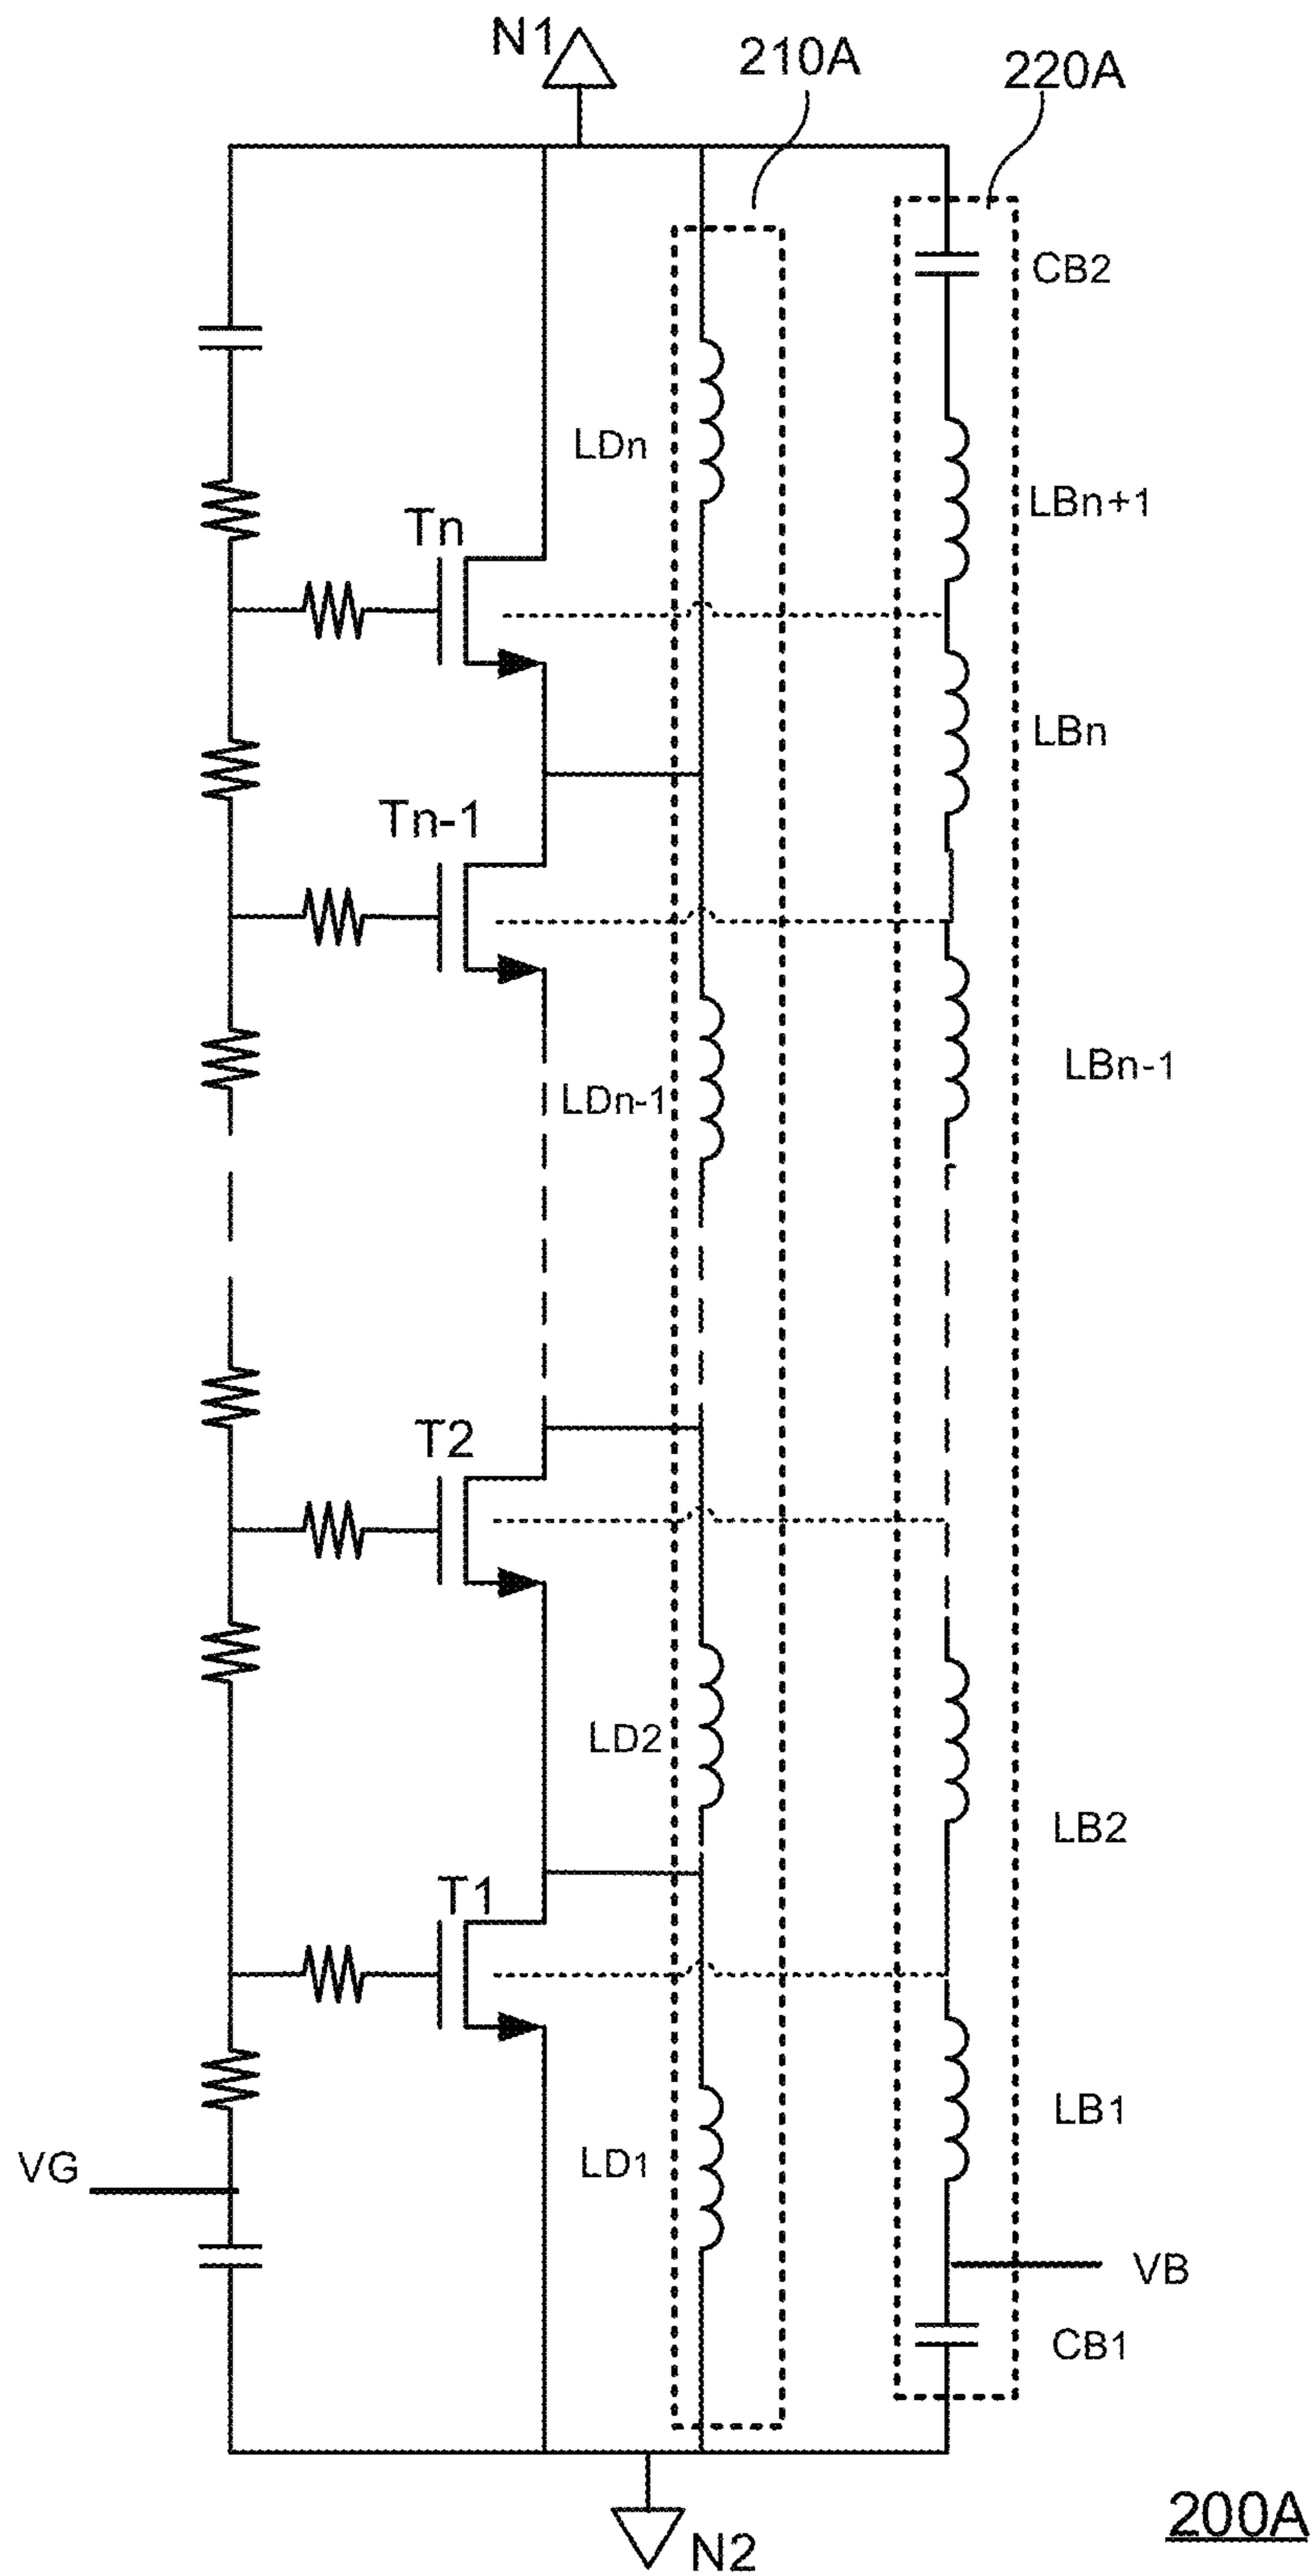 N1
210A
220A
CB2
LDn
LBn+1
Tn
LBn
Tn-1
LBn-1
LDn-1
T2
LD2
LB2
T1
LB1
LD1
VG
VB
CB1
200A
N2